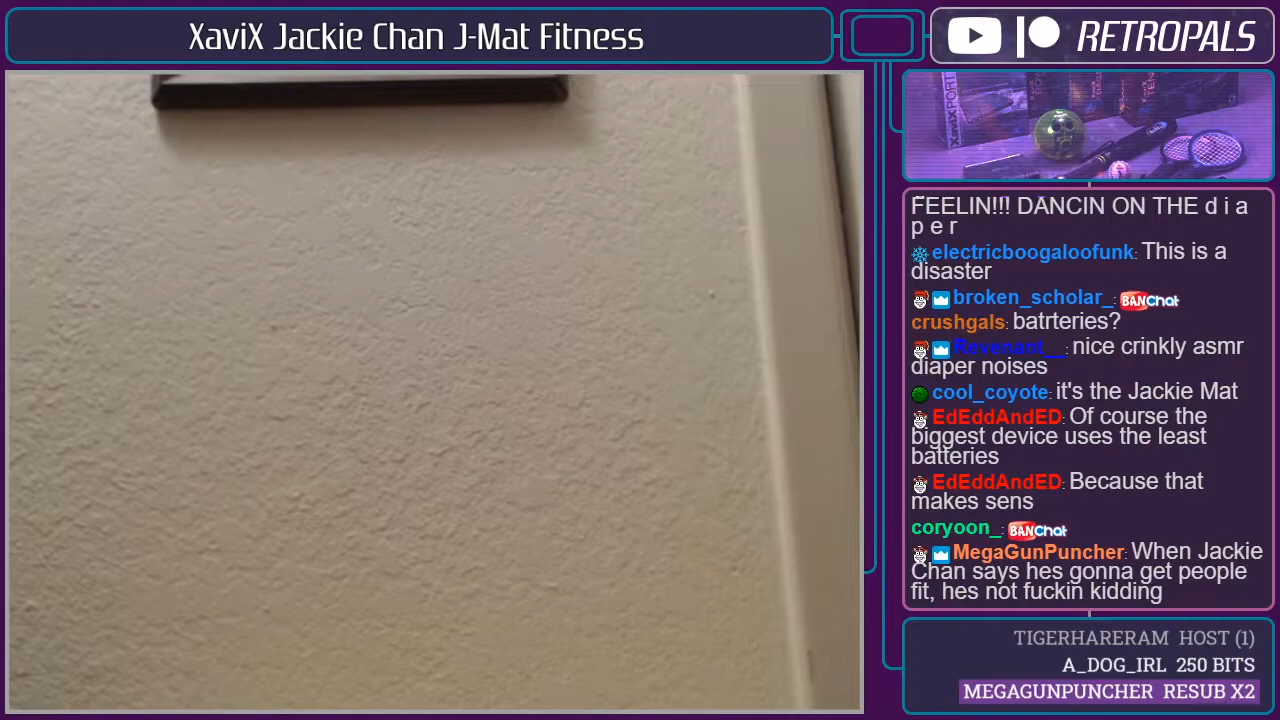 XaviX Jackie Chan J-Mat Fitness
RETROPALS
FEELIN!!! DANCIN ON THE d i a
p e r
electricboogaloofunk: This is a
disaster
broken_scholar_: BANChat
crushgals: batrteries?
Revenant__: nice crinkly asmr
diaper noises
cool_coyote: it's the Jackie Mat
EdEddAndED: Of course the
biggest device uses the least
batteries
EdEddAndED: Because that
makes sens
coryoon_: BANChat
MegaGunPuncher: When Jackie
Chan says hes gonna get people
fit, hes not fuckin kidding
TIGERHARERAM HOST (1)
A_DOG_IRL 250 BITS
MEGAGUNPUNCHER RESUB X2